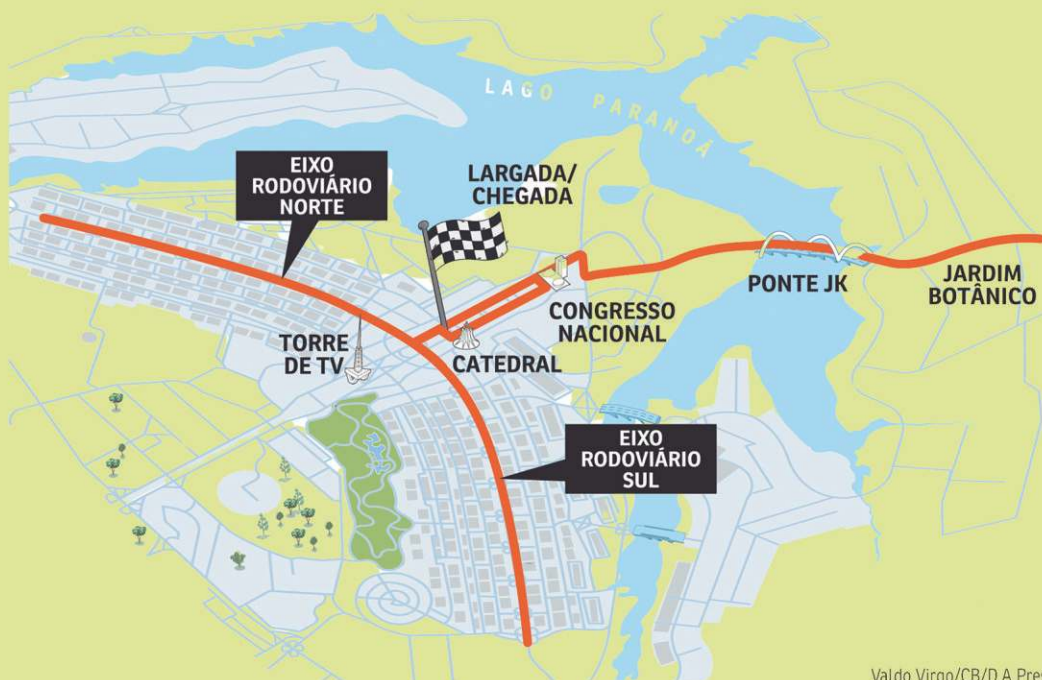 LAGO PARANOÁ
EIXO
RODOVIÁRIO
NORTE
LARGADA/
CHEGADA
PONTE JK
JARDIM
BOTÂNICO
CONGRESSO
NACIONAL
TORRE
DE TV
CATEDRAL
EIXO
RODOVIÁRIO
SUL
Valdo Virgo/CB/D.A Pres